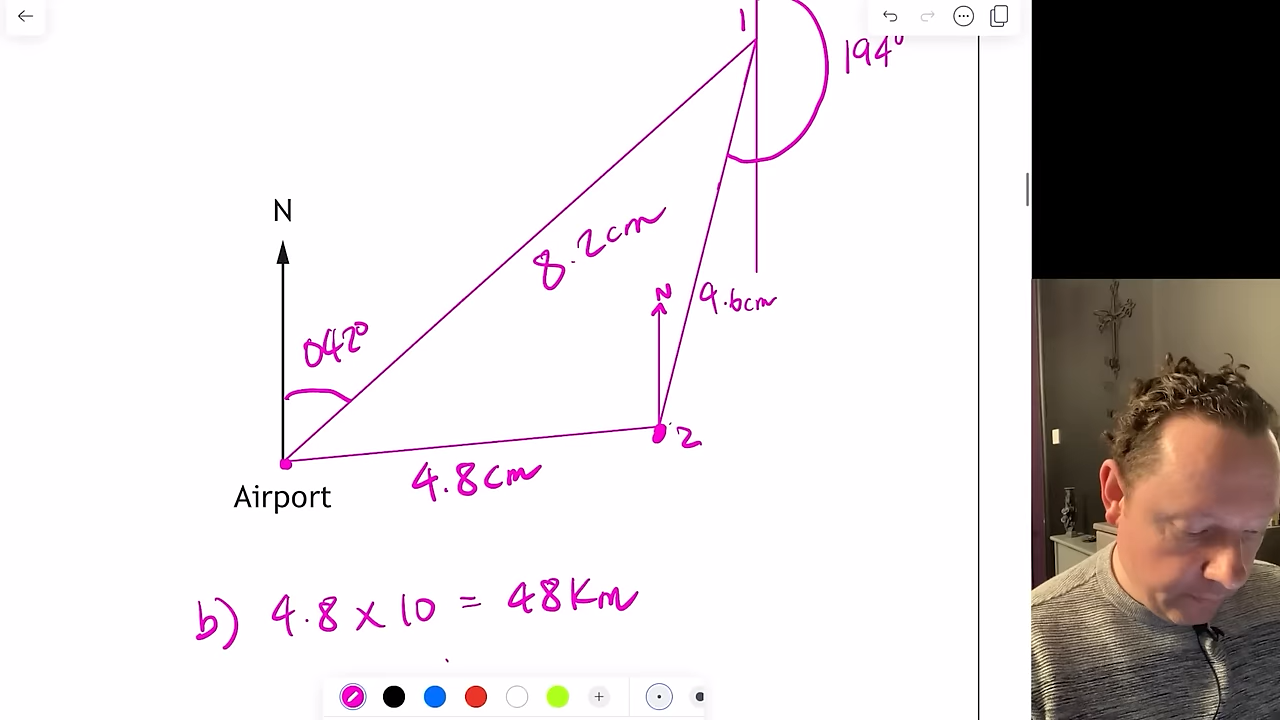 1
194°
N
8.2cm
N
9.6cm
042°
2
4.8cm
Airport
b) 4.8 x 10 = 48Km